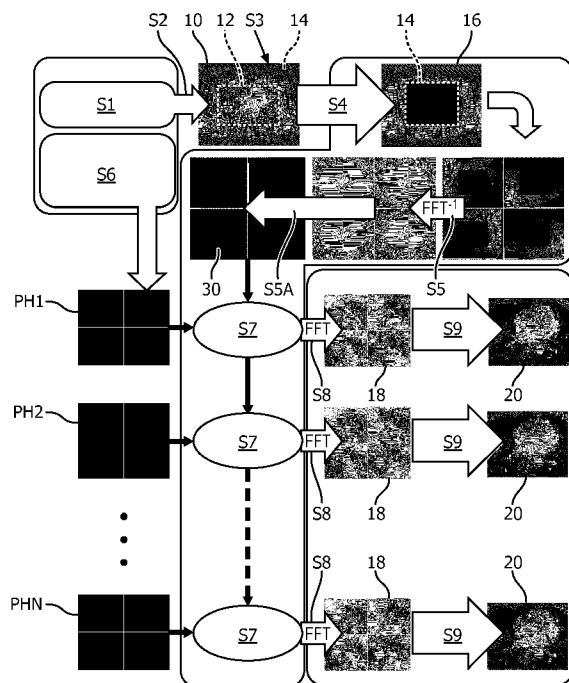 S2 10 12 S3 14 14 16
S1
S4
S6
FFT-1
30 S5A S5
PH1
S7 FFT S9
S8 18 20
PH2
S7 FFT S9
S8 18 20
S8 18 20
PHN
S7 FFT S9